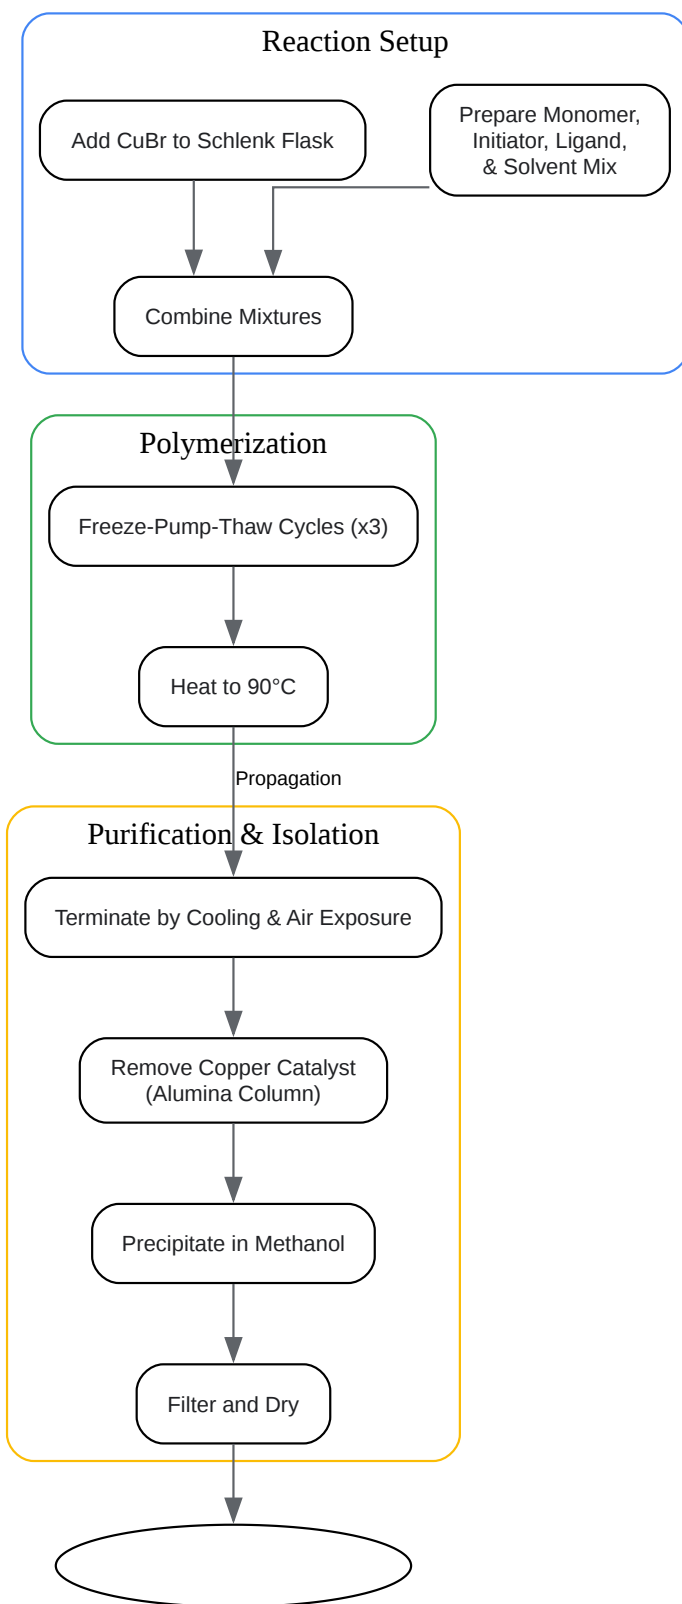 Reaction Setup
Add CuBr to Schlenk Flask
Prepare Monomer,
Initiator, Ligand,
& Solvent Mix
Combine Mixtures
Polymerization
Freeze-Pump-Thaw Cycles (x3)
Heat to 90°C
Propagation
Purification & Isolation
Terminate by Cooling & Air Exposure
Remove Copper Catalyst
(Alumina Column)
Precipitate in Methanol
Filter and Dry